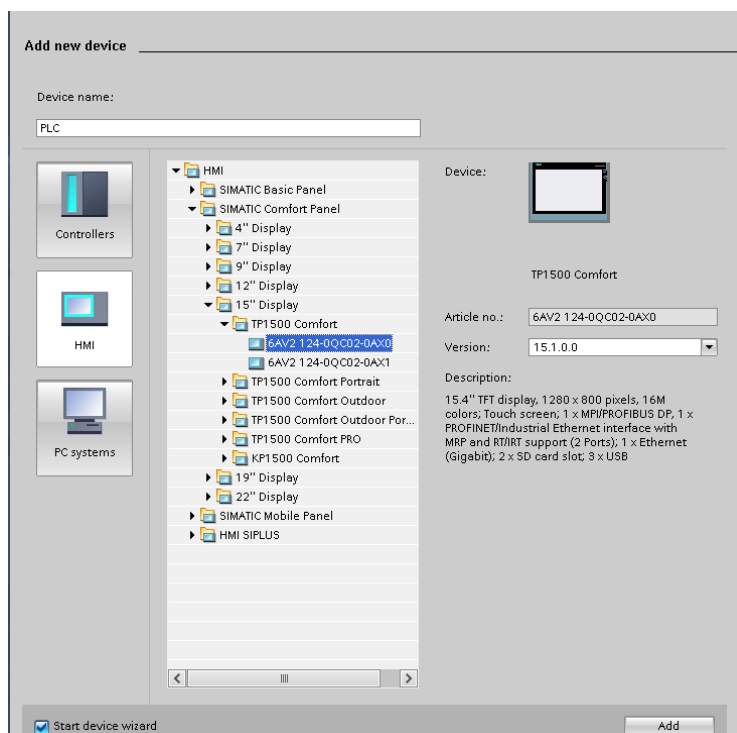 Add new device
Device name:
PLC
Controllers
HMI
PC systems
HMI
SIMATIC Basic Panel
SIMATIC Comfort Panel
4" Display
7" Display
9" Display
12" Display
15" Display
TP1500 Comfort
6AV2 124-0QC02-0AX0
6AV2 124-0QC02-0AX1
TP1500 Comfort Portrait
TP1500 Comfort Outdoor
TP1500 Comfort Outdoor Por...
TP1500 Comfort PRO
KP1500 Comfort
19" Display
22" Display
SIMATIC Mobile Panel
HMI SIPLUS
Device:
TP1500 Comfort
Article no.: 6AV2 124-0QC02-0AX0
Version: 15.1.0.0
Description:
15.4" TFT display, 1280 x 800 pixels, 16M
colors; Touch screen; 1 x MPI/PROFIBUS DP, 1 x
PROFINET/Industrial Ethernet interface with
MRP and RT/IRT support (2 Ports); 1 x Ethernet
(Gigabit); 2 x SD card slot; 3 x USB
Start device wizard
Add